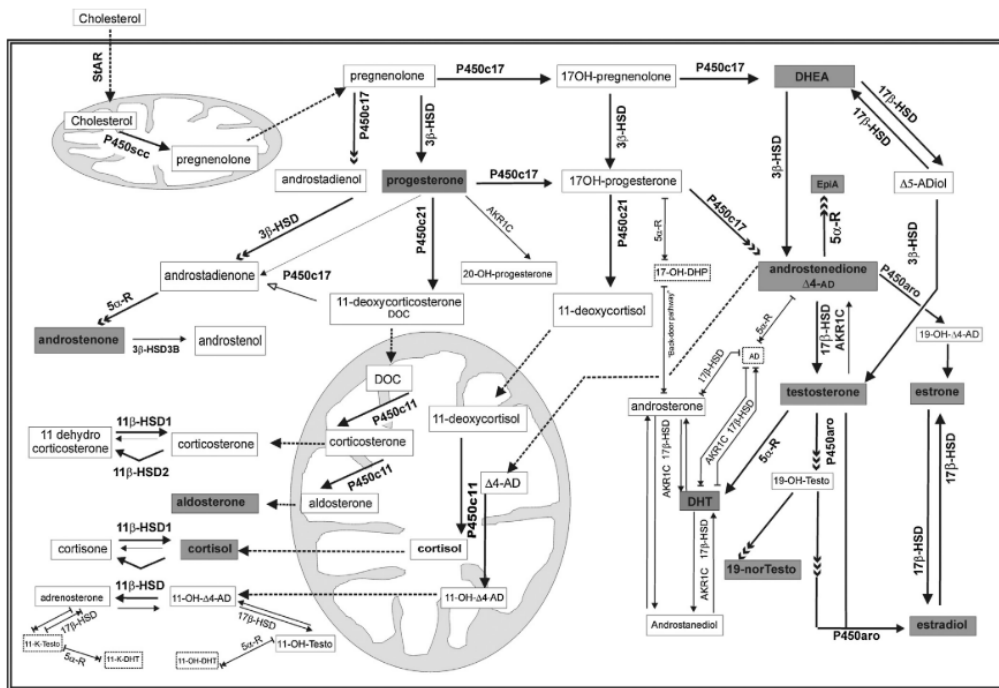 Cholesterol
StAR
Cholesterol
P450scc
pregnenolone
pregnenolone
P450c17
17OH-pregnenolone
P450c17
DHEA
17β-HSD
17β-HSD
P450c17
3β-HSD
3β-HSD
3β-HSD
androstadienol
progesterone
P450c17
17OH-progesterone
EpiA
Δ5-ADiol
3β-HSD
P450c17
P450c21
AKR1C
5α-R
P450c21
P450c17
5α-R
3β-HSD
androstadienone
20-OH-progesterone
17-OH-DHP
androstenedione
Δ4-AD
P450aro
5α-R
11-deoxycorticosterone
DOC
11-deoxycortisol
"Back-door pathway"
5α-R
17β-HSD
AKR1C
19-OH-Δ4-AD
androstenone
3β-HSD3B
androstenol
17β-HSD
AD
DOC
testosterone
estrone
P450c11
11-deoxycortisol
androsterone
11β-HSD1
11 dehydro
corticosterone
corticosterone
11β-HSD2
corticosterone
AKR1C 17β-HSD
AKR1C 17β-HSD
5α-R
P450aro
17β-HSD
17β-HSD
P450c11
P450c11
Δ4-AD
19-OH-Testo
aldosterone
aldosterone
DHT
11β-HSD1
cortisone
cortisol
cortisol
AKR1C 17β-HSD
19-norTesto
11β-HSD
adrenosterone
11-OH-Δ4-AD
11-OH-Δ4-AD
17β-HSD
17β-HSD
Androstanediol
P450aro
estradiol
11-K-Testo
5α-R
11-K-DHT
11-OH-DHT
5α-R
11-OH-Testo